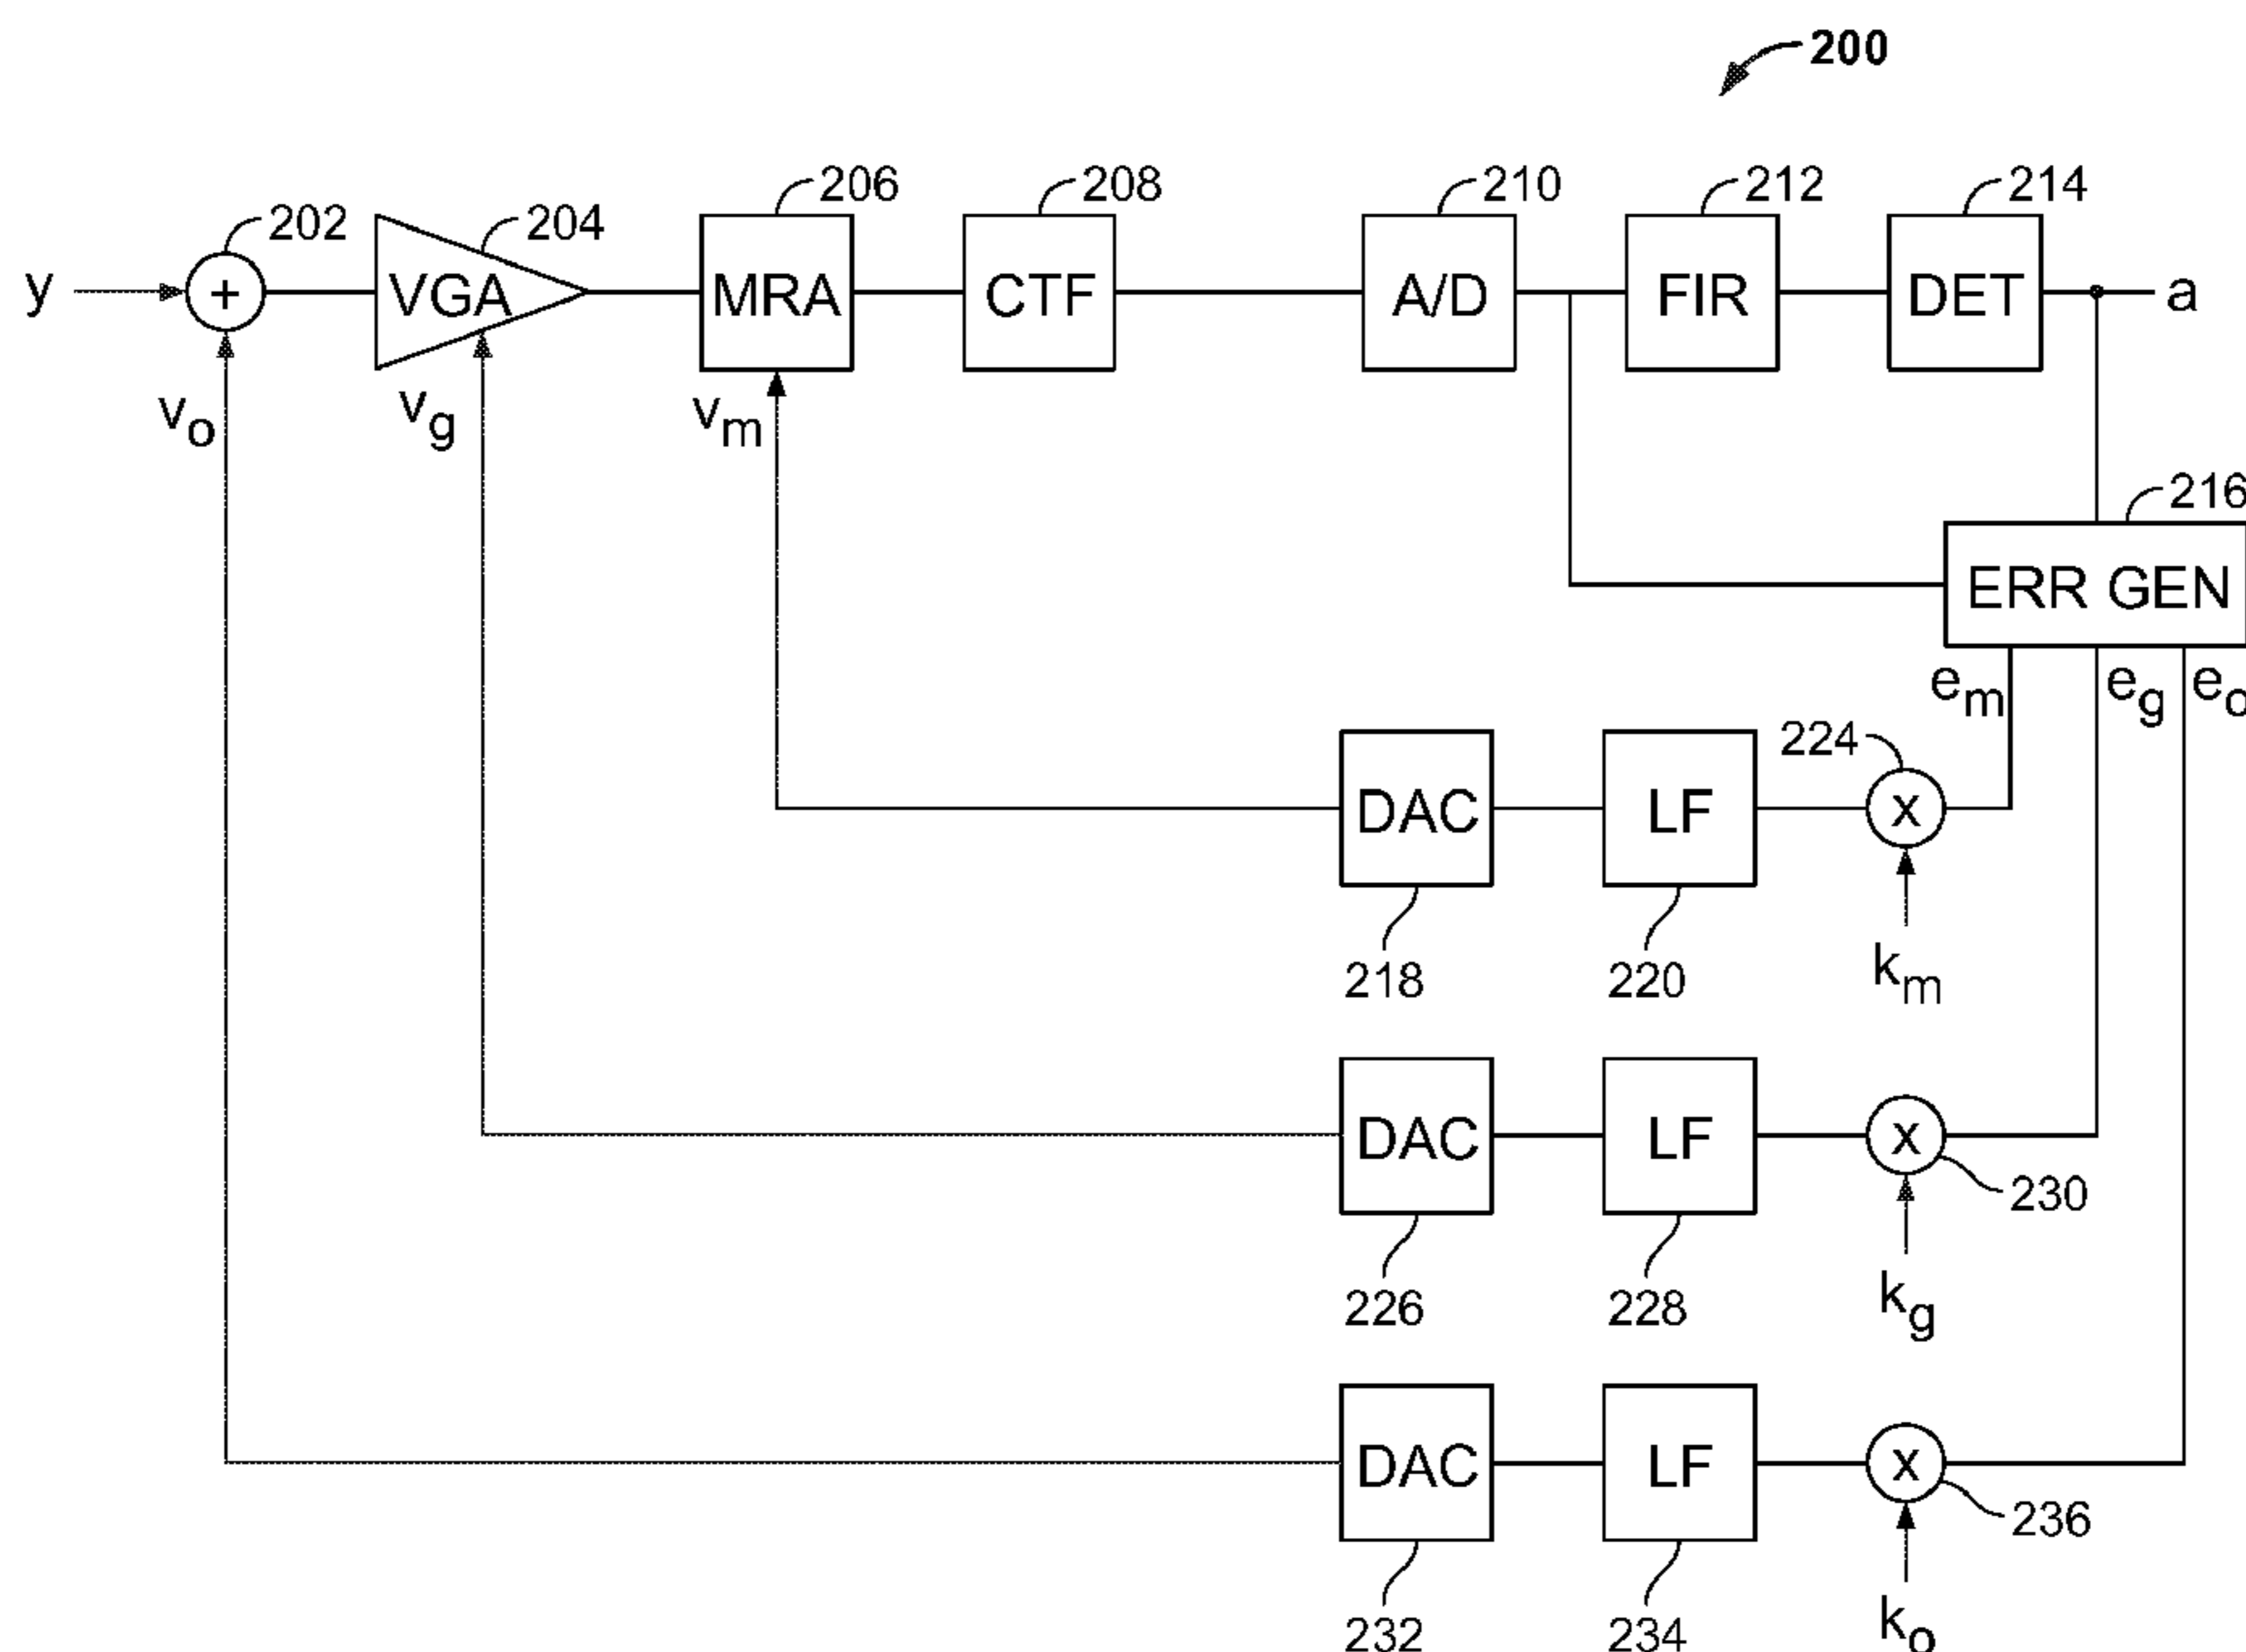 200
206 208 210 212 214
202 204
y + VGA MRA CTF A/D FIR DET a
vo vg vm
216
ERR GEN
em eg eo
224
DAC LF x
218 220 km
DAC LF x
230
226 228 kg
DAC LF x
236
232 234 ko